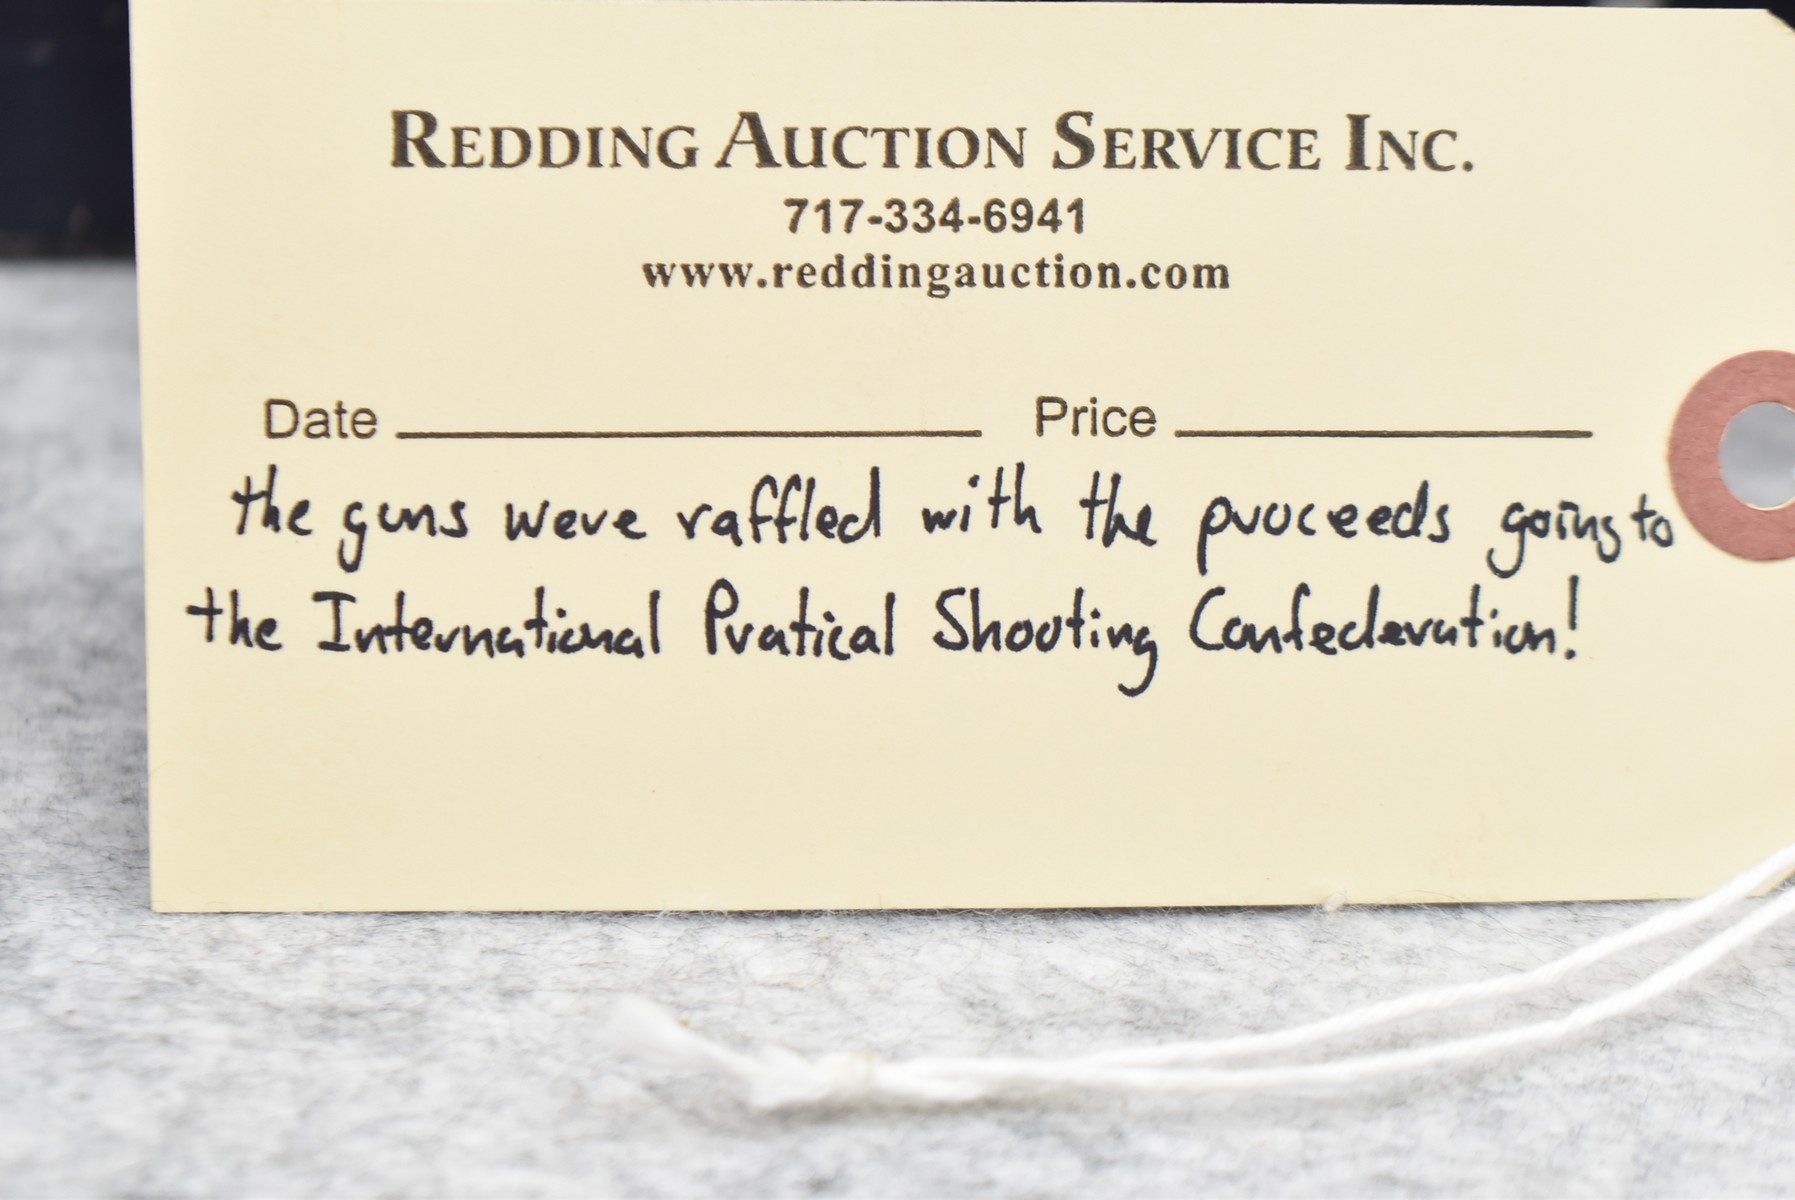 REDDING AUCTION SERVICE INC.
717-334-6941
www.reddingauction.com
Date Price
the guns were raffled with the proceeds going to
the International Pratical Shooting Confederation!